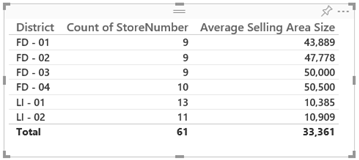 District Count of StoreNumber Average Selling Area Size
FD - 01 9 43,889
FD - 02 9 47,778
FD - 03 9 50,000
FD - 04 10 50,500
LI - 01 13 10,385
LI - 02 11 10,909
Total 61 33,361